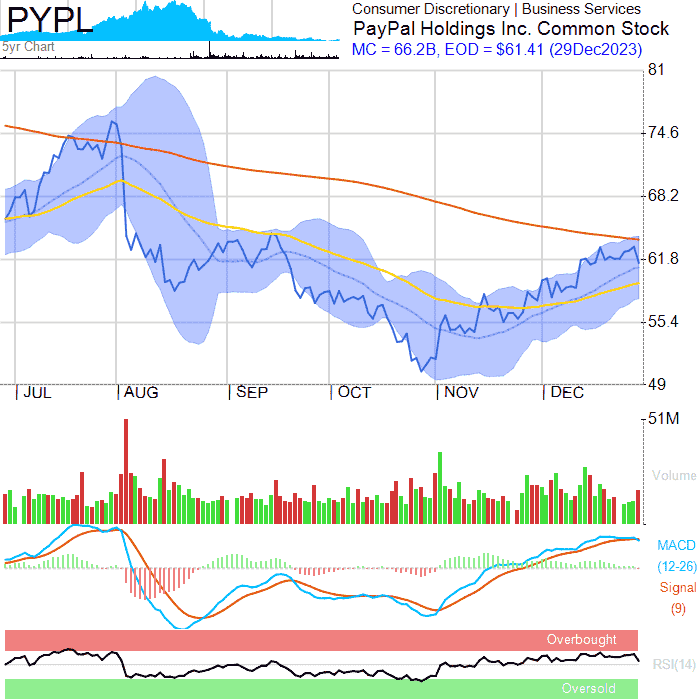 PYPL
5yr Chart
Consumer Discretionary | Business Services
PayPal Holdings Inc. Common Stock
MC = 66.2B, EOD = $61.41 (29Dec2023)
81
74.6
68.2
61.8
55.4
49
JUL AUG SEP OCT NOV DEC
51M
Volume
MACD
(12-26)
Signal
(9)
Overbought
RSI(14)
Oversold